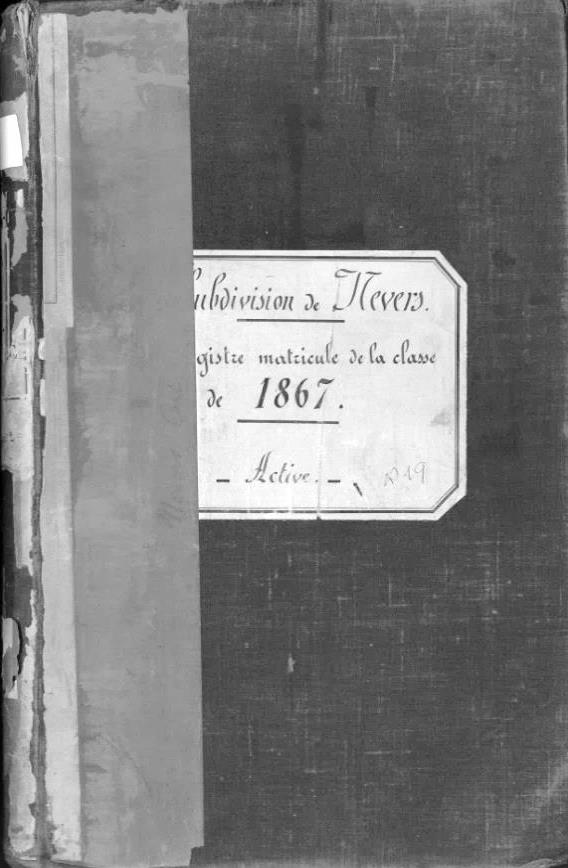 ubdivision de Nevers.
gistre matricule de la classe
de 1867.
- Active. -